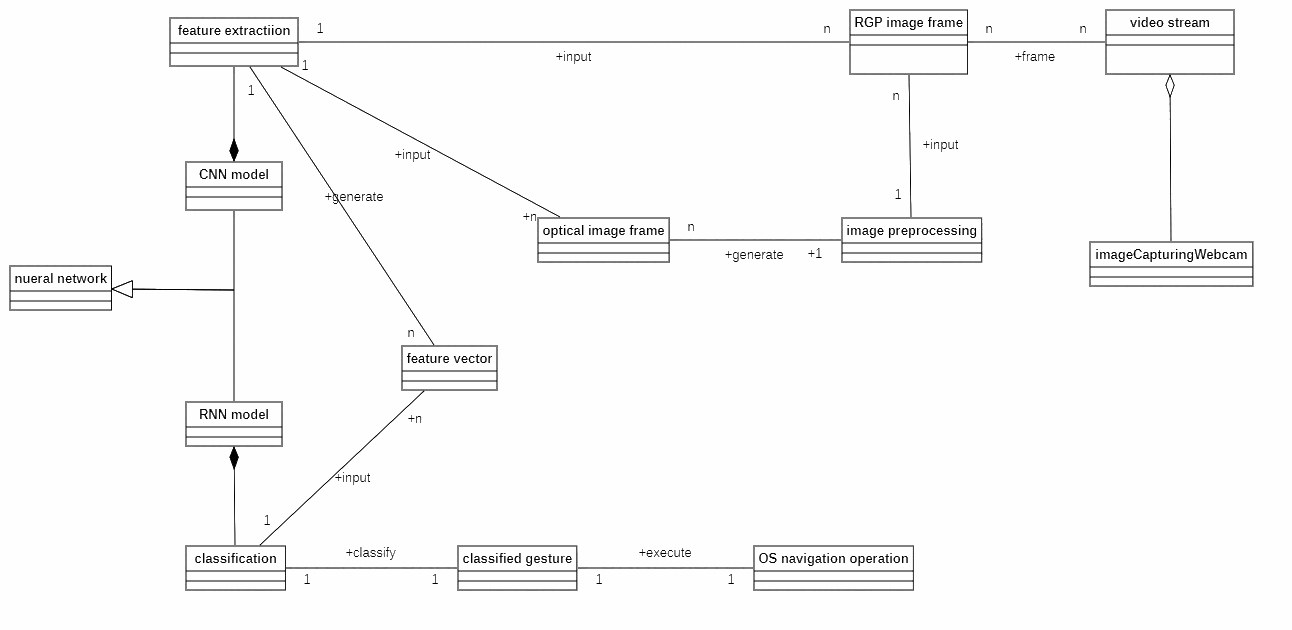 feature extractiion
1
n
+input
RGP image frame
n
n
+frame
video stream
1
1
n
+input
+input
1
CNN model
+generate
+n
optical image frame
n
+generate
+1
image preprocessing
imageCapturingWebcam
nueral network
n
feature vector
+n
RNN model
+input
1
classification
+classify
1
1
classified gesture
+execute
1
1
OS navigation operation